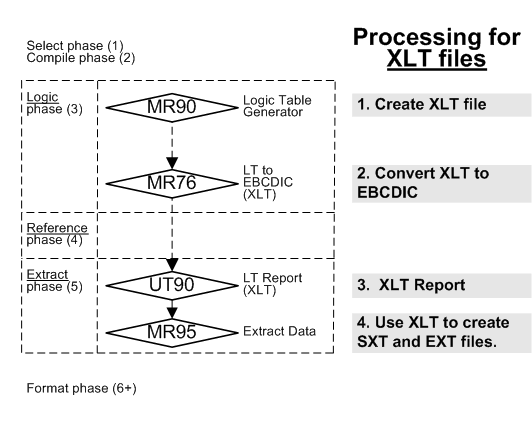 Processing for
XLT files
Select phase (1)
Compile phase (2)
Logic
phase (3)
MR90
Logic Table
Generator
1. Create XLT file
MR76
LT to
EBCDIC
(XLT)
2. Convert XLT to
EBCDIC
Reference
phase (4)
Extract
phase (5)
UT90
LT Report
(XLT)
3. XLT Report
MR95
Extract Data
4. Use XLT to create
SXT and EXT files.
Format phase (6+)